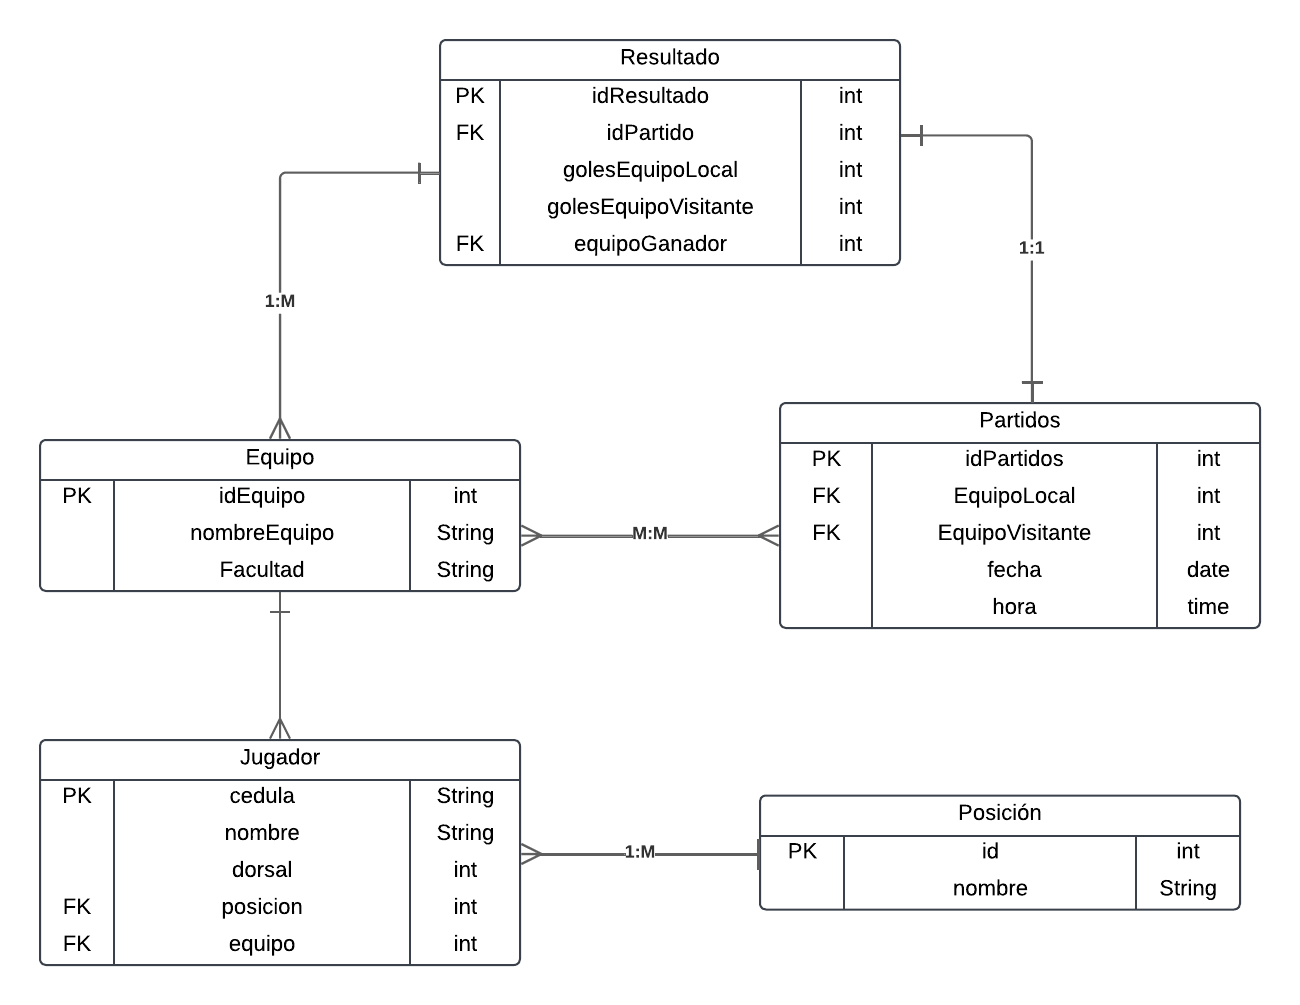 Resultado
PK idResultado int
FK idPartido int
golesEquipoLocal int
golesEquipoVisitante int
FK equipoGanador int
1:1
1:M
Partidos
PK idPartidos int
FK EquipoLocal int
FK EquipoVisitante int
fecha date
hora time
Equipo
PK idEquipo int
nombreEquipo String
Facultad String
M:M
Jugador
PK cedula String
nombre String
dorsal int
FK posicion int
FK equipo int
1:M
Posición
PK id int
nombre String